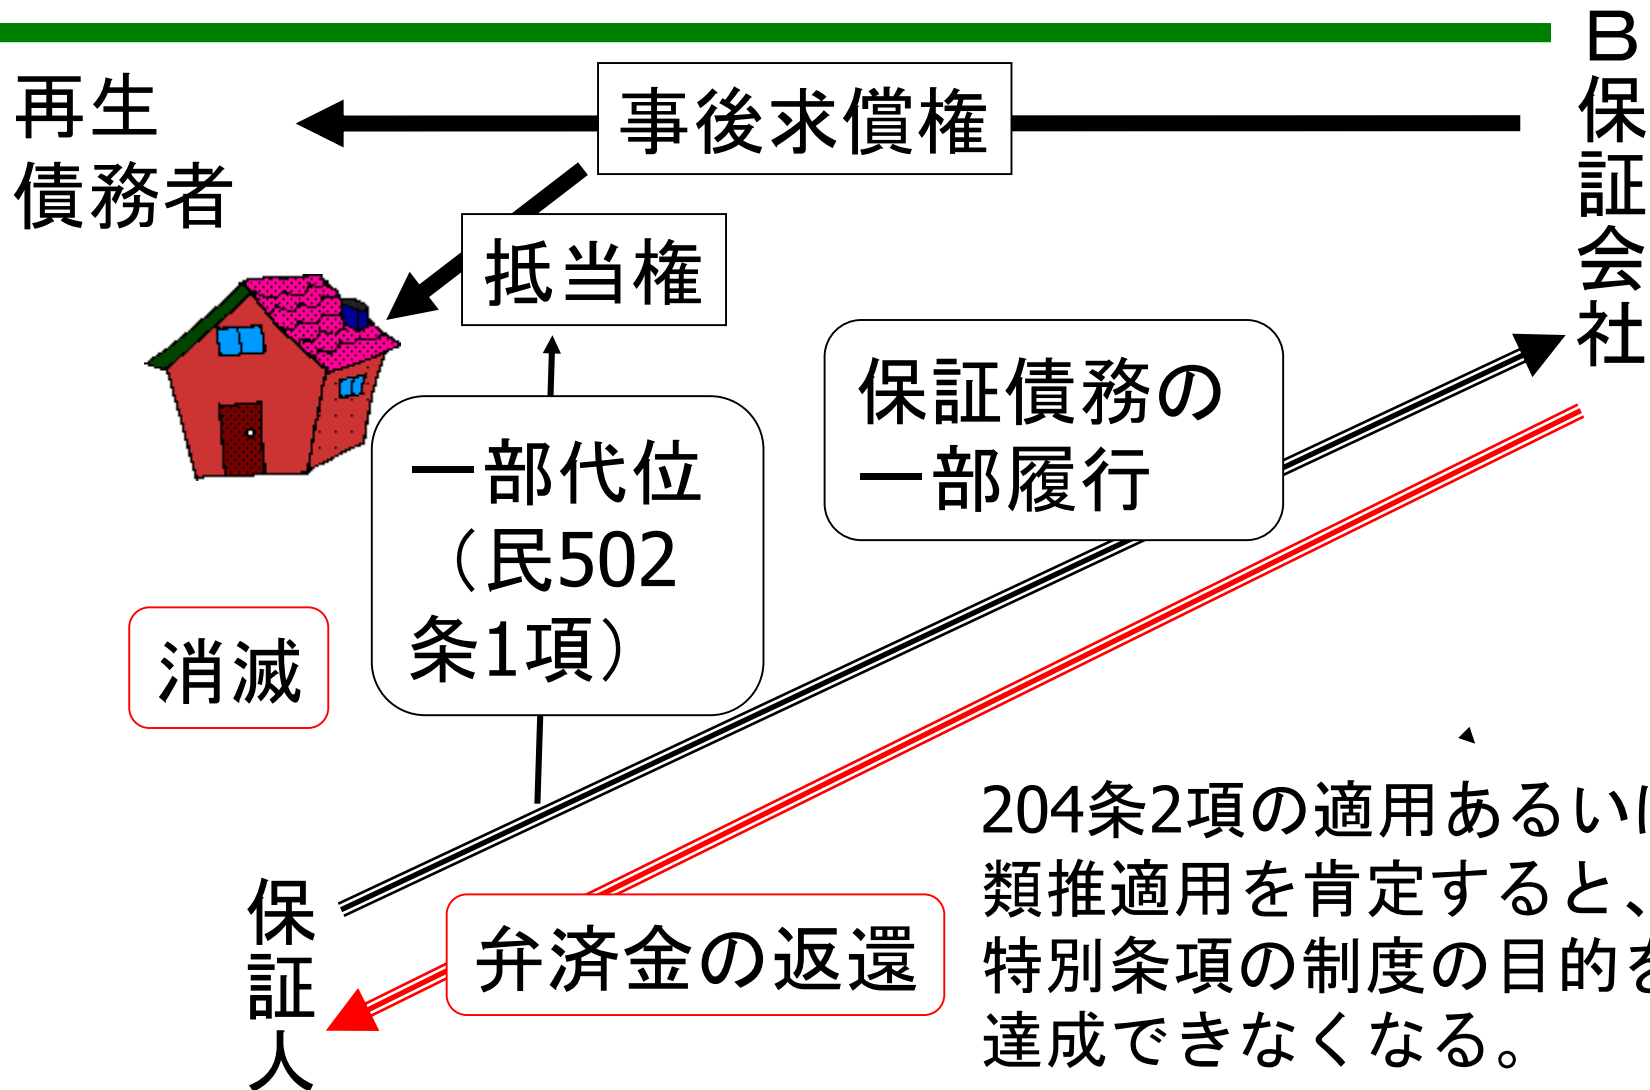 再生
債務者
事後求償権
B保証会社
抵当権
保証債務の
一部履行
一部代位
（民502
条1項）
消滅
204条2項の適用あるいは
類推適用を肯定すると、
特別条項の制度の目的を
達成できなくなる。
弁済金の返還
保証人